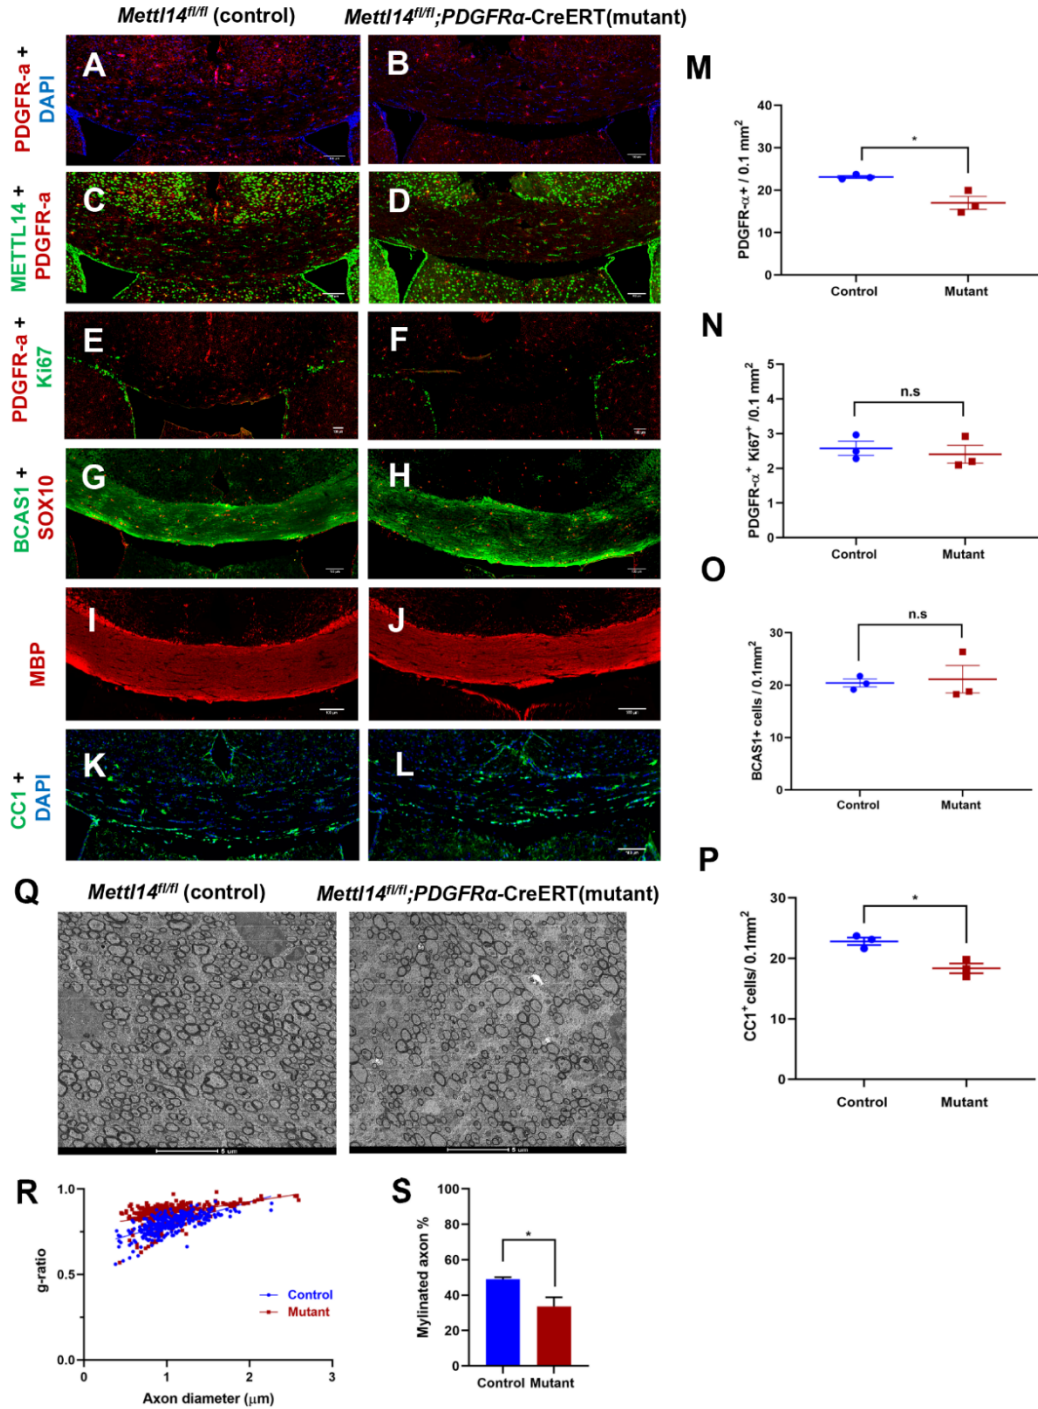 Mettl14fl/fl (control)
Mettl14fl/fl;PDGFRα-CreERT(mutant)
PDGFR-a +
DAPI
A
B
METTL14 +
PDGFR-a
C
D
PDGFR-a +
Ki67
E
F
BCAS1 +
SOX10
G
H
MBP
I
J
CC1 +
DAPI
K
L
M
PDGFR-α+ / 0.1 mm²
40
30
20
10
0
*
Control
Mutant
N
PDGFR-α⁺ Ki67⁺ /0.1 mm²
5
4
3
2
1
0
n.s
Control
Mutant
O
BCAS1+ cells / 0.1mm²
30
20
10
0
n.s
Control
Mutant
P
CC1⁺cells/ 0.1mm²
30
20
10
0
*
Control
Mutant
Q
Mettl14fl/fl (control)
Mettl14fl/fl;PDGFRα-CreERT(mutant)
5 um
5 um
R
g-ratio
1.0
0.5
0.0
0
1
2
3
Axon diameter (μm)
Control
Mutant
S
Mylinated axon %
100
80
60
40
20
0
*
Control Mutant